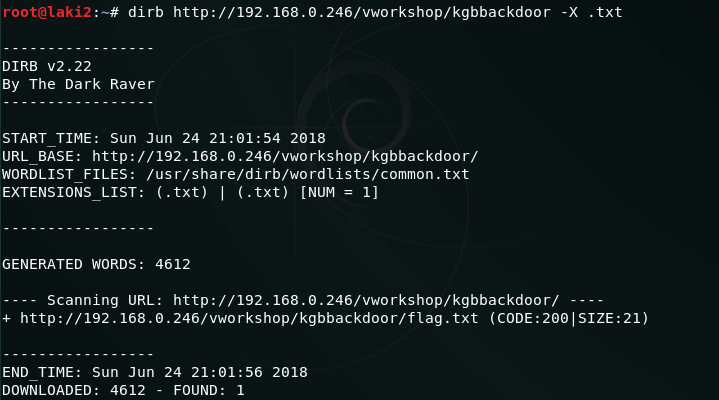 root@laki2:~# dirb http://192.168.0.246/vworkshop/kgbbackdoor -X .txt
-----------------
DIRB v2.22
By The Dark Raver
-----------------
START_TIME: Sun Jun 24 21:01:54 2018
URL_BASE: http://192.168.0.246/vworkshop/kgbbackdoor/
WORDLIST_FILES: /usr/share/dirb/wordlists/common.txt
EXTENSIONS_LIST: (.txt) | (.txt) [NUM = 1]
-----------------
GENERATED WORDS: 4612
---- Scanning URL: http://192.168.0.246/vworkshop/kgbbackdoor/ ----
+ http://192.168.0.246/vworkshop/kgbbackdoor/flag.txt (CODE:200|SIZE:21)
-----------------
END_TIME: Sun Jun 24 21:01:56 2018
DOWNLOADED: 4612 - FOUND: 1